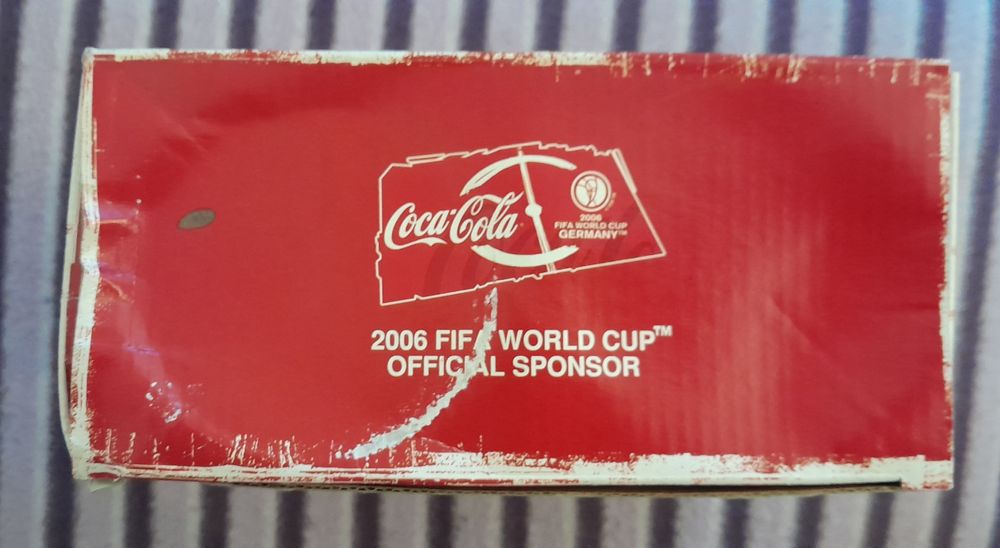 Coca-Cola
2006
FIFA WORLD CUP
GERMANY™
2006 FIFA WORLD CUP™
OFFICIAL SPONSOR